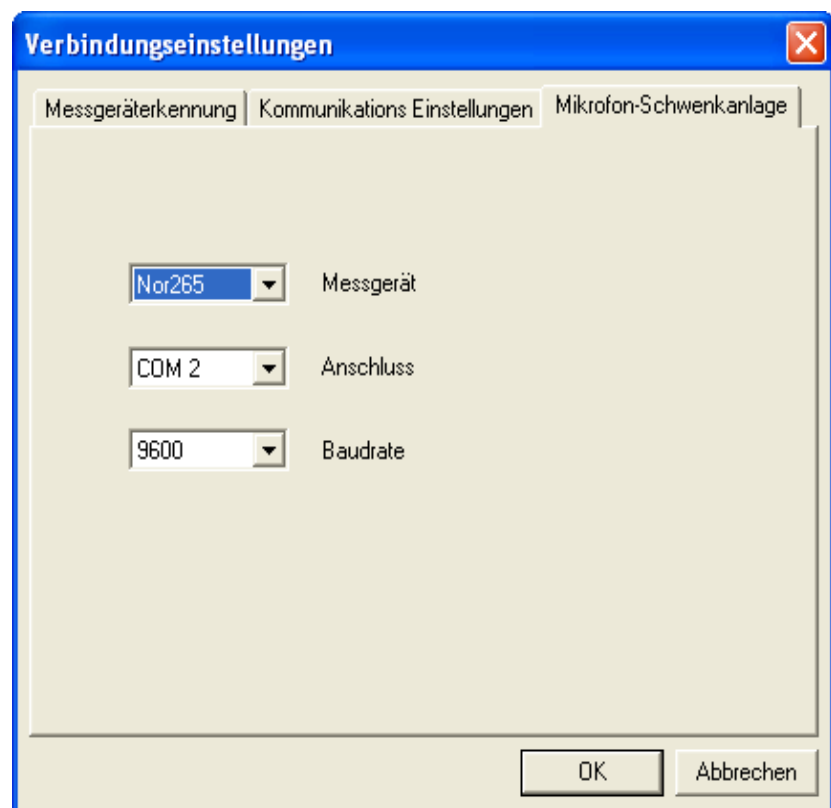 Verbindungseinstellungen
Messgeräterkennung Kommunikations Einstellungen Mikrofon-Schwenkanlage
Nor265 Messgerät
COM 2 Anschluss
9600 Baudrate
OK Abbrechen